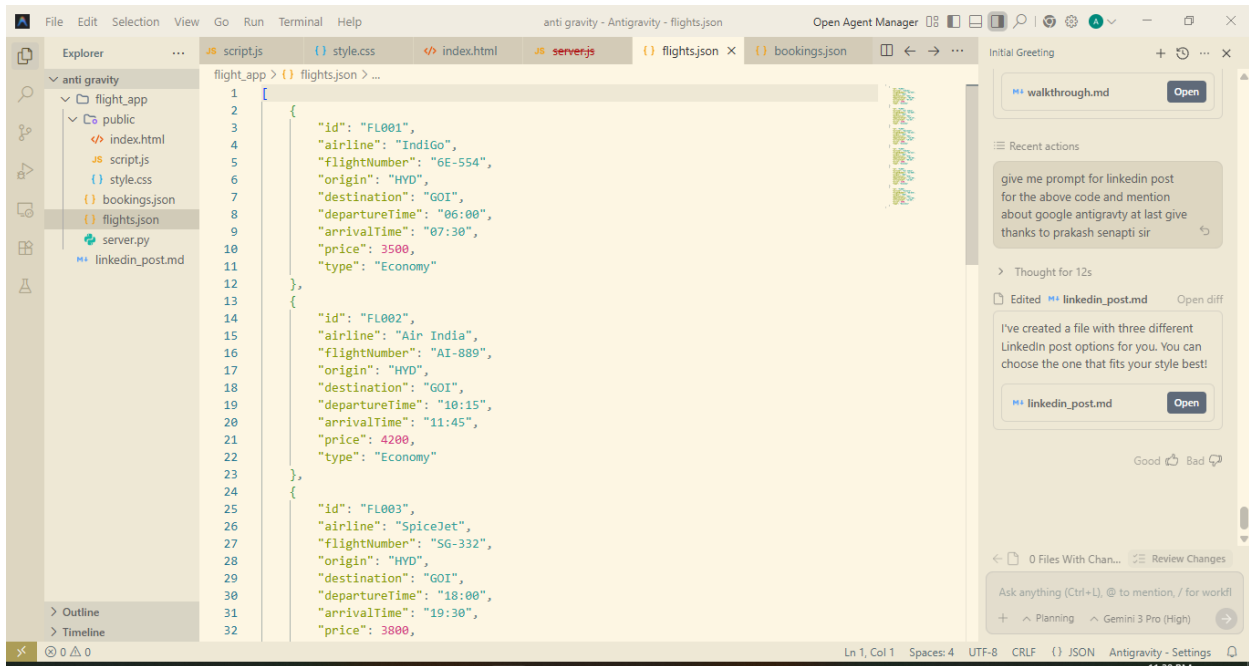 File Edit Selection View Go Run Terminal Help
anti gravity - Antigravity - flights.json
Open Agent Manager
Explorer
anti gravity
flight_app
public
index.html
script.js
style.css
bookings.json
flights.json
server.py
linkedin_post.md
Outline
Timeline
script.js style.css index.html server.js flights.json bookings.json
flight_app > {} flights.json > ...
1 [
2 {
3 "id": "FL001",
4 "airline": "IndiGo",
5 "flightNumber": "6E-554",
6 "origin": "HYD",
7 "destination": "GOI",
8 "departureTime": "06:00",
9 "arrivalTime": "07:30",
10 "price": 3500,
11 "type": "Economy"
12 },
13 {
14 "id": "FL002",
15 "airline": "Air India",
16 "flightNumber": "AI-889",
17 "origin": "HYD",
18 "destination": "GOI",
19 "departureTime": "10:15",
20 "arrivalTime": "11:45",
21 "price": 4200,
22 "type": "Economy"
23 },
24 {
25 "id": "FL003",
26 "airline": "SpiceJet",
27 "flightNumber": "SG-332",
28 "origin": "HYD",
29 "destination": "GOI",
30 "departureTime": "18:00",
31 "arrivalTime": "19:30",
32 "price": 3800,
Initial Greeting
walkthrough.md Open
Recent actions
give me prompt for linkedin post
for the above code and mention
about google antigravty at last give
thanks to prakash senapti sir
Thought for 12s
Edited linkedin_post.md Open diff
I've created a file with three different
LinkedIn post options for you. You can
choose the one that fits your style best!
linkedin_post.md Open
Good Bad
0 Files With Chan... Review Changes
Ask anything (Ctrl+L), @ to mention, / for workfl
Planning Gemini 3 Pro (High)
0 0
Ln 1, Col 1 Spaces: 4 UTF-8 CRLF {} JSON Antigravity - Settings